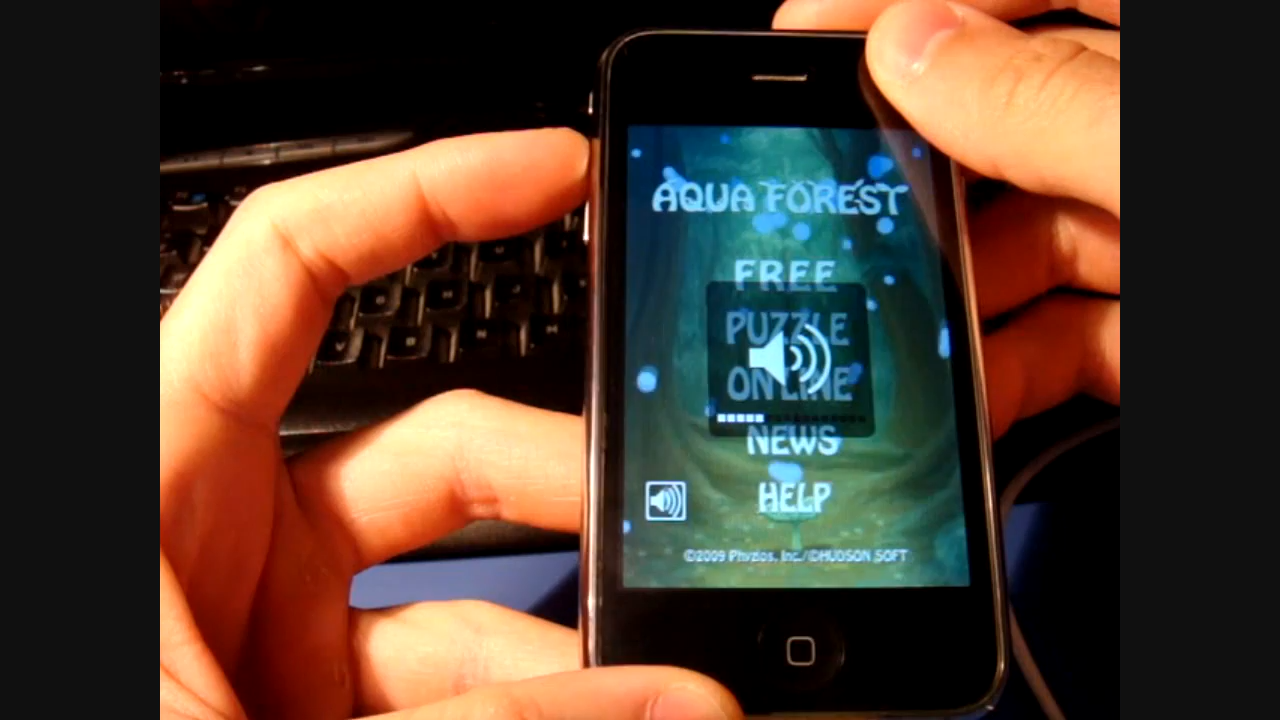 AQUA FOREST
FREE
PUZZLE
ONLINE
NEWS
HELP
©2009 Phyzios, Inc./©HUDSON SOFT